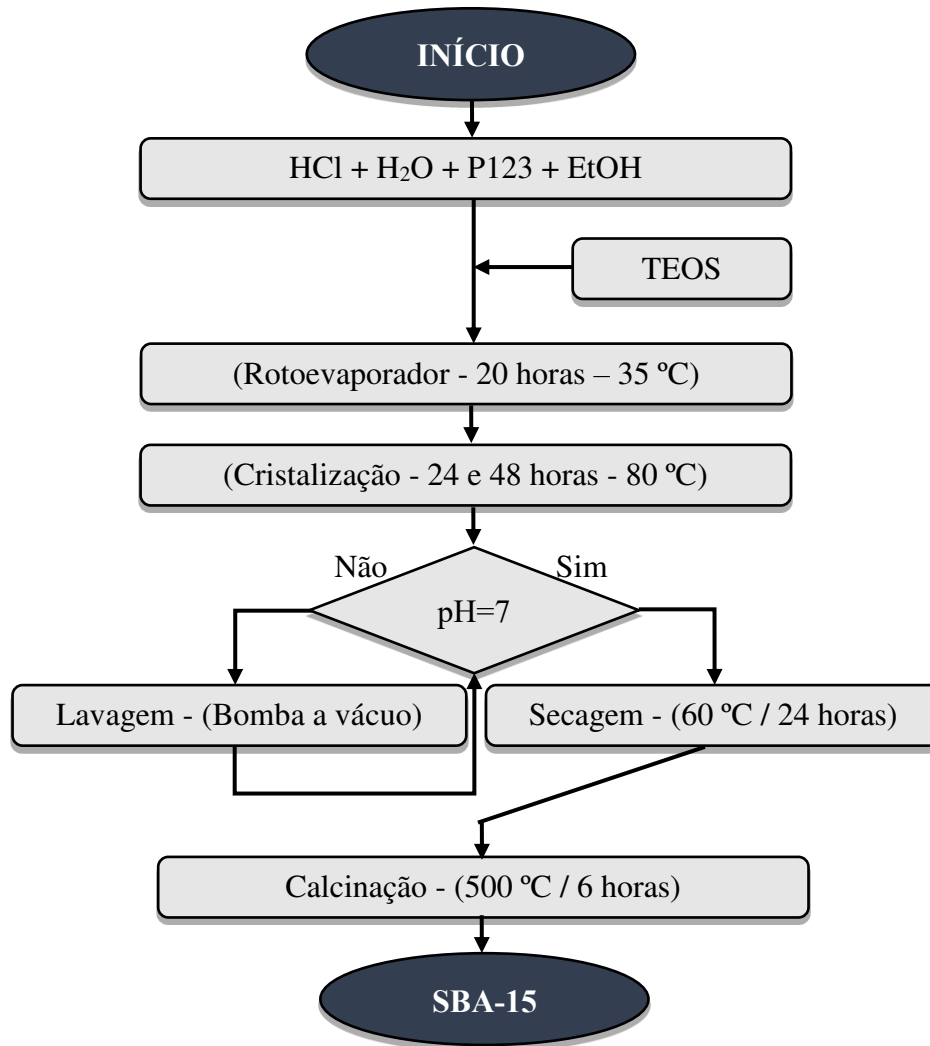 INÍCIO
HCl + H₂O + P123 + EtOH
TEOS
(Rotoevaporador - 20 horas – 35 ºC)
(Cristalização - 24 e 48 horas - 80 ºC)
Não
Sim
pH=7
Lavagem - (Bomba a vácuo)
Secagem - (60 ºC / 24 horas)
Calcinação - (500 ºC / 6 horas)
SBA-15